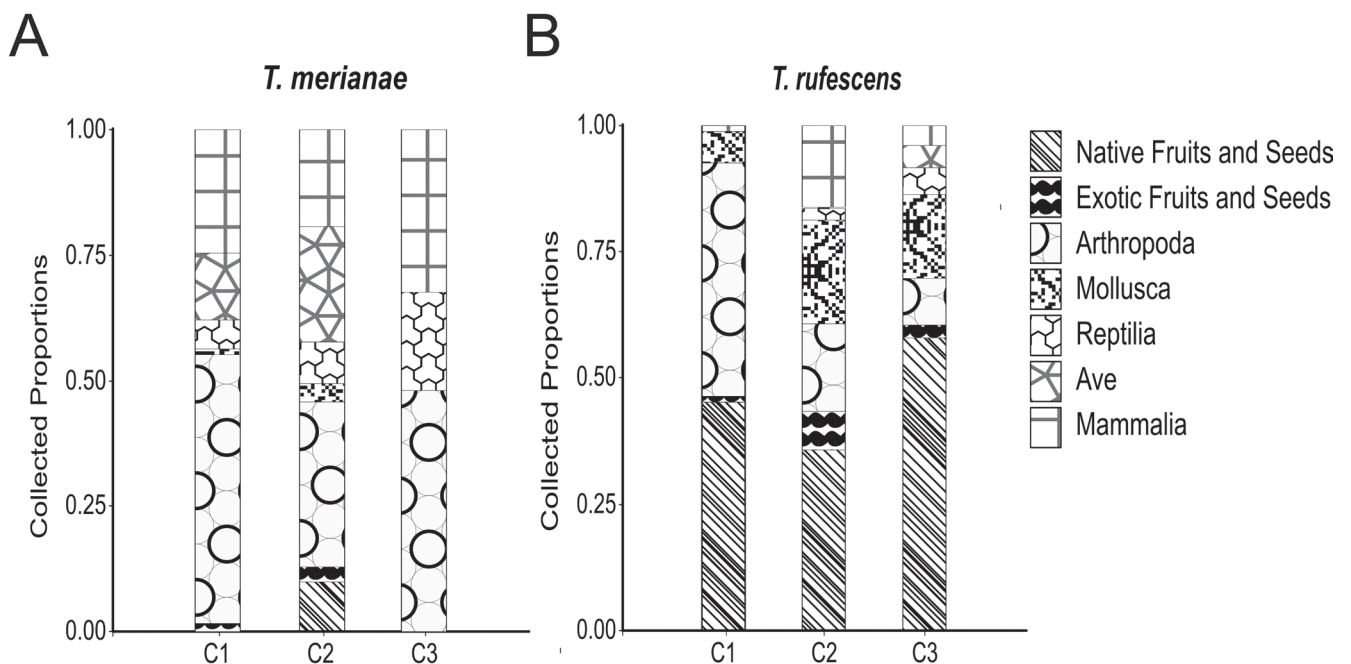 A
T. merianae
Collected Proportions
1.00
0.75
0.50
0.25
0.00
C1 C2 C3
B
T. rufescens
Collected Proportions
1.00
0.75
0.50
0.25
0.00
C1 C2 C3
Native Fruits and Seeds
Exotic Fruits and Seeds
Arthropoda
Mollusca
Reptilia
Ave
Mammalia